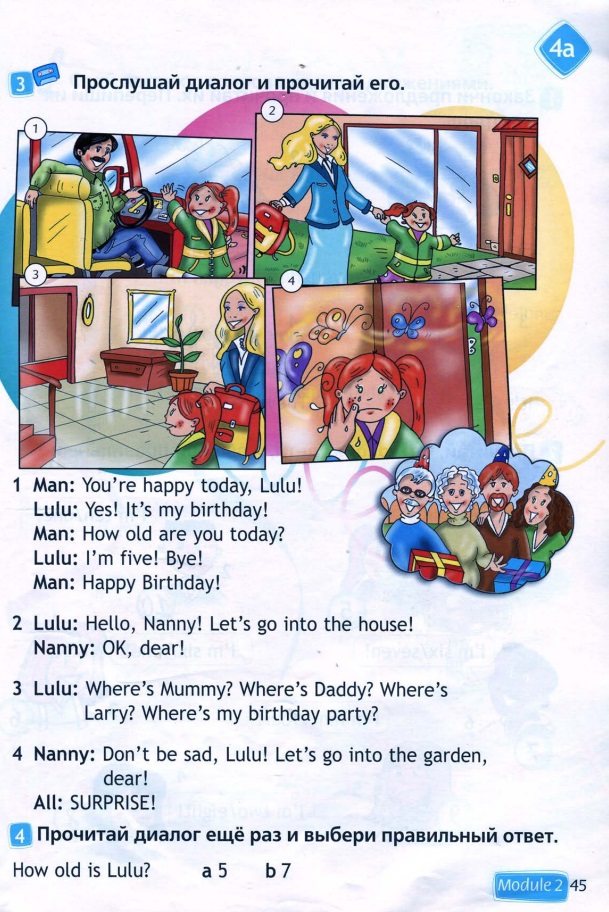 4a
3 Прослушай диалог и прочитай его.
1
2
3
4
1 Man: You're happy today, Lulu!
Lulu: Yes! It's my birthday!
Man: How old are you today?
Lulu: I'm five! Bye!
Man: Happy Birthday!
2 Lulu: Hello, Nanny! Let's go into the house!
Nanny: OK, dear!
3 Lulu: Where's Mummy? Where's Daddy? Where's
Larry? Where's my birthday party?
4 Nanny: Don't be sad, Lulu! Let's go into the garden,
dear!
All: SURPRISE!
4 Прочитай диалог ещё раз и выбери правильный ответ.
How old is Lulu? a 5 b 7
Module 2 45